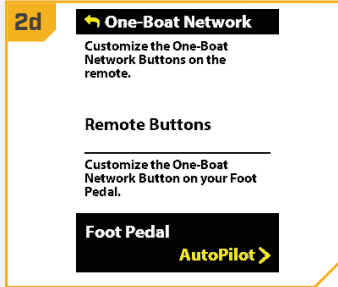 2d
One-Boat Network
Customize the One-Boat
Network Buttons on the
remote.
Remote Buttons
Customize the One-Boat
Network Button on your Foot
Pedal.
Foot Pedal
AutoPilot